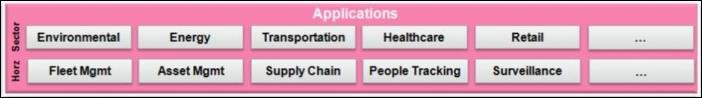 Applications
Sector Environmental Energy Transportation Healthcare Retail ...
Horz Fleet Mgmt Asset Mgmt Supply Chain People Tracking Surveillance ...